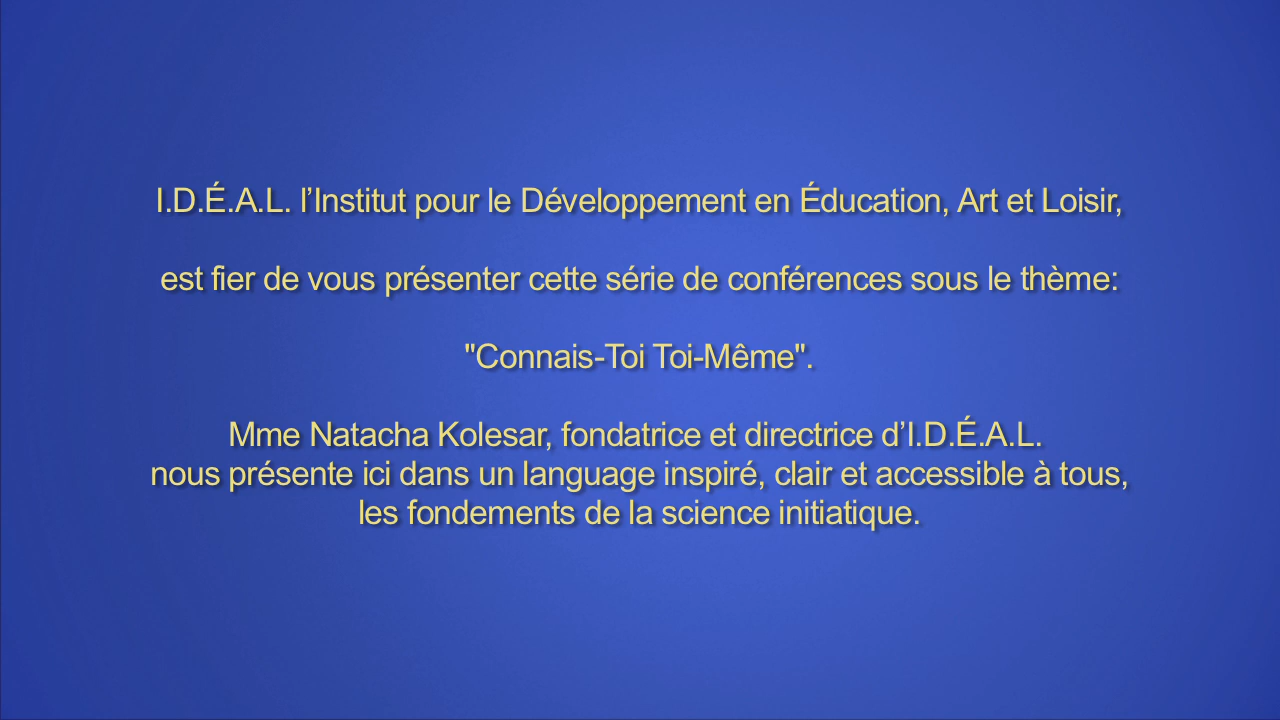 I.D.É.A.L. l’Institut pour le Développement en Éducation, Art et Loisir,
est fier de vous présenter cette série de conférences sous le thème:
"Connais-Toi Toi-Même".
Mme Natacha Kolesar, fondatrice et directrice d’I.D.É.A.L.
nous présente ici dans un language inspiré, clair et accessible à tous,
les fondements de la science initiatique.